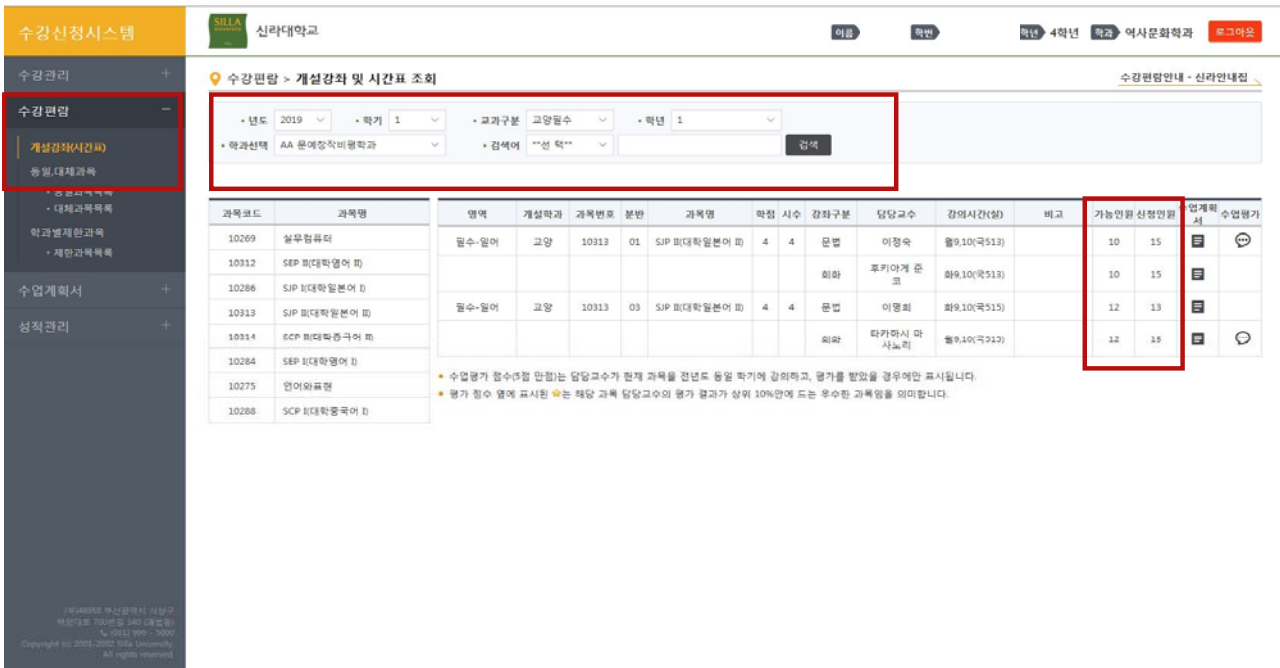 수강신청시스템
SILLA
university
신라대학교
이름
학번
학년 4학년
학과 역사문화학과
로그아웃
수강관리
수강편람
개설강좌(시간표)
동일,대체과목
• 대체과목목록
학과별제한과목
• 제한과목목록
수업계획서
성적관리
수강편람 > 개설강좌 및 시간표 조회
수강편람안내 - 신라안내집
• 년도 2019 • 학기 1 • 교과구분 교양필수 • 학년 1
• 학과선택 AA 문예창작비평학과 • 검색어 **선 택** 검색
과목코드 과목명
10269 실무컴퓨터
10312 SEP II(대학영어 II)
10286 SJP I(대학일본어 I)
10313 SJP II(대학일본어 II)
10314 SCP II(대학중국어 II)
10284 SEP I(대학영어 I)
10275 언어와표현
10288 SCP I(대학중국어 I)
영역 개설학과 과목번호 분반 과목명 학점 시수 강좌구분 담당교수 강의시간(실) 비고 가능인원 신청인원 수업계획서 수업평가
필수-일어 교양 10313 01 SJP II(대학일본어 II) 4 4 문법 이정숙 월9,10(국513) 10 15
회화 후키아게 준코 화9,10(국513) 10 15
필수-일어 교양 10313 03 SJP II(대학일본어 II) 4 4 문법 이명희 화9,10(국515) 12 13
회화 타카하시 마사노리 월9,10(국515) 12 13
• 수업평가 점수(5점 만점)는 담당교수가 현재 과목을 전년도 동일 학기에 강의하고, 평가를 받았을 경우에만 표시됩니다.
• 평가 점수 옆에 표시된 는 해당 과목 담당교수의 평가 결과가 상위 10%안에 드는 우수한 과목임을 의미합니다.
Copyright (c) 2001-2002 Silla University.
All rights reserved.